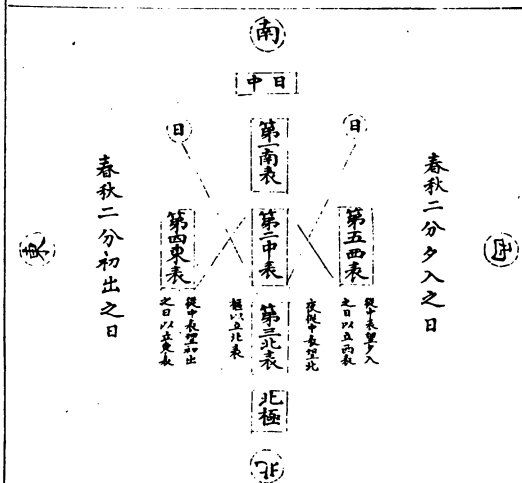 南
日中
日
日
第一南表
春秋二分夕入之日
西
第五西表
從中表望夕入
之日以立西表
第二中表
第四東表
從中表望初出
之日以立東表
春秋二分初出之日
東
夜從中表望北
極以立北表
第三北表
北極
北